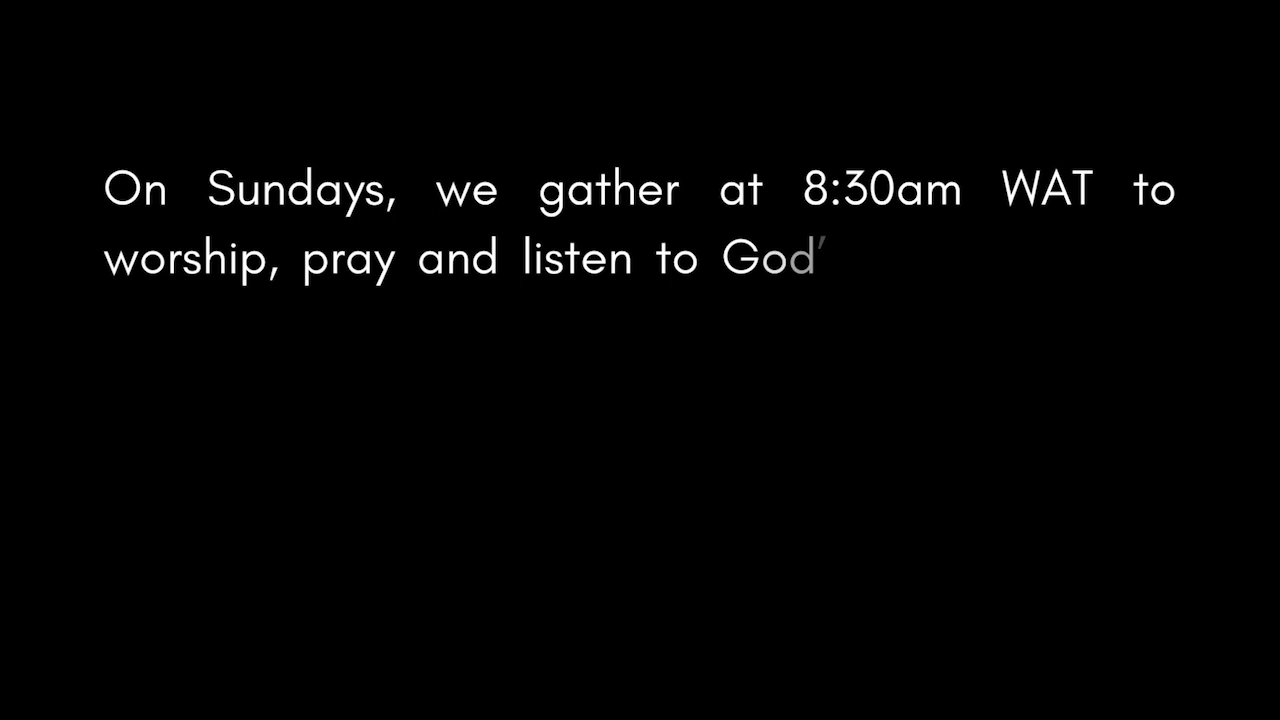 On Sundays, we gather at 8:30am WAT to
worship, pray and listen to God’